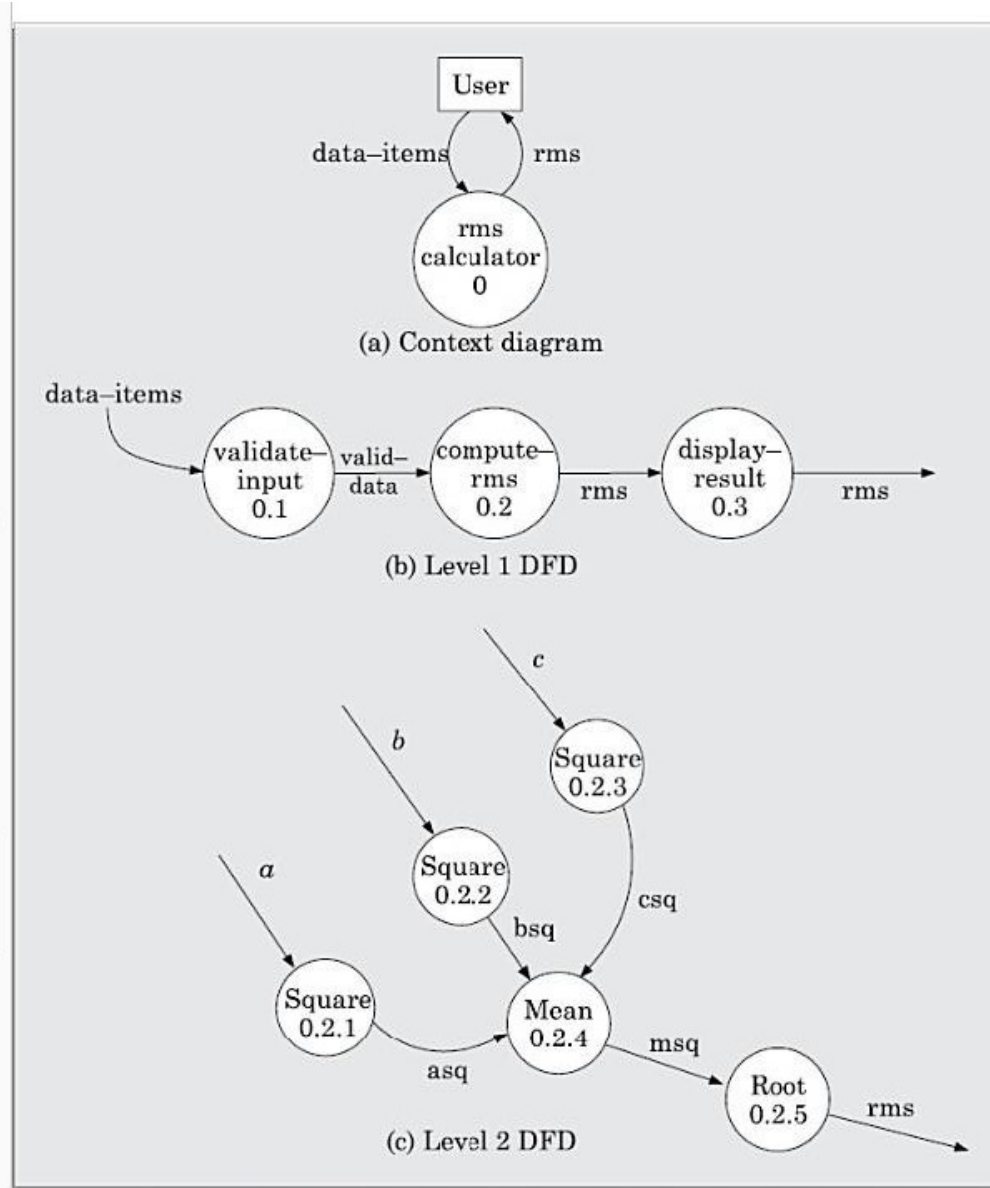 User
data–items
rms
rms
calculator
0
(a) Context diagram
data–items
validate–
input
0.1
valid–
data
compute–
rms
0.2
rms
display–
result
0.3
rms
(b) Level 1 DFD
c
Square
0.2.3
b
Square
0.2.2
csq
bsq
a
Square
0.2.1
asq
Mean
0.2.4
msq
Root
0.2.5
rms
(c) Level 2 DFD